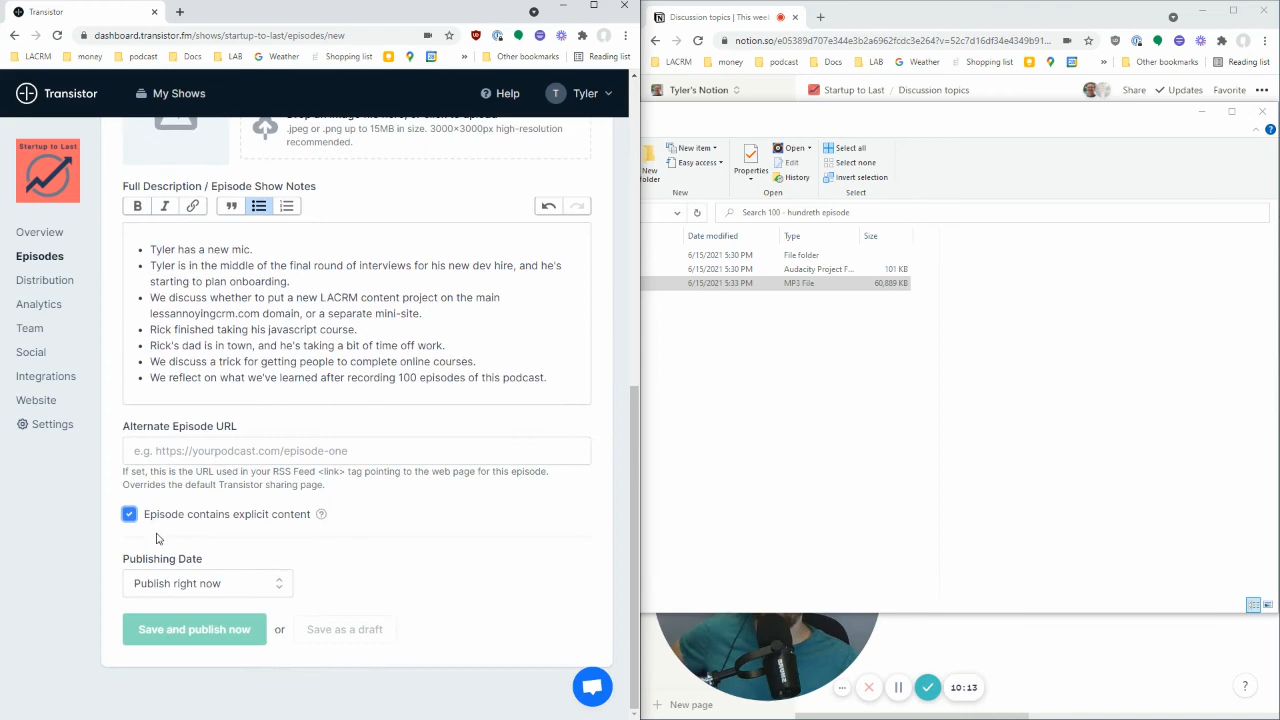 Transistor
dashboard.transistor.fm/shows/startup-to-last/episodes/new
LACRM
money
podcast
Docs
LAB
Weather
Shopping list
»
Other bookmarks
Reading list
Transistor
My Shows
Help
T
Tyler
Startup to Last
Overview
Episodes
Distribution
Analytics
Team
Social
Integrations
Website
Settings
.jpeg or .png up to 15MB in size. 3000×3000px high-resolution
recommended.
Full Description / Episode Show Notes
B
I
• Tyler has a new mic.
• Tyler is in the middle of the final round of interviews for his new dev hire, and he's
starting to plan onboarding.
• We discuss whether to put a new LACRM content project on the main
lessannoyingcrm.com domain, or a separate mini-site.
• Rick finished taking his javascript course.
• Rick's dad is in town, and he's taking a bit of time off work.
• We discuss a trick for getting people to complete online courses.
• We reflect on what we've learned after recording 100 episodes of this podcast.
Alternate Episode URL
e.g. https://yourpodcast.com/episode-one
If set, this is the URL used in your RSS Feed <link> tag pointing to the web page for this episode.
Overrides the default Transistor sharing page.
Episode contains explicit content
Publishing Date
Publish right now
Save and publish now
or
Save as a draft
Discussion topics | This week
notion.so/e05389d707e344e3b2a6962fcdc3e264?v=52c7d16df34e4349b91...
LACRM
money
podcast
Docs
LAB
Weather
Shopping list
»
Other bookmarks
Reading list
Tyler's Notion
Startup to Last
/
Discussion topics
Share
Updates
Favorite
New
folder
New item
Easy access
New
Properties
Open
Edit
History
Open
Select all
Select none
Invert selection
Select
Search 100 - hundreth episode
Date modified
Type
Size
6/15/2021 5:30 PM
File folder
6/15/2021 5:30 PM
Audacity Project F...
101 KB
6/15/2021 5:33 PM
MP3 File
60,889 KB
10:13
New page
?